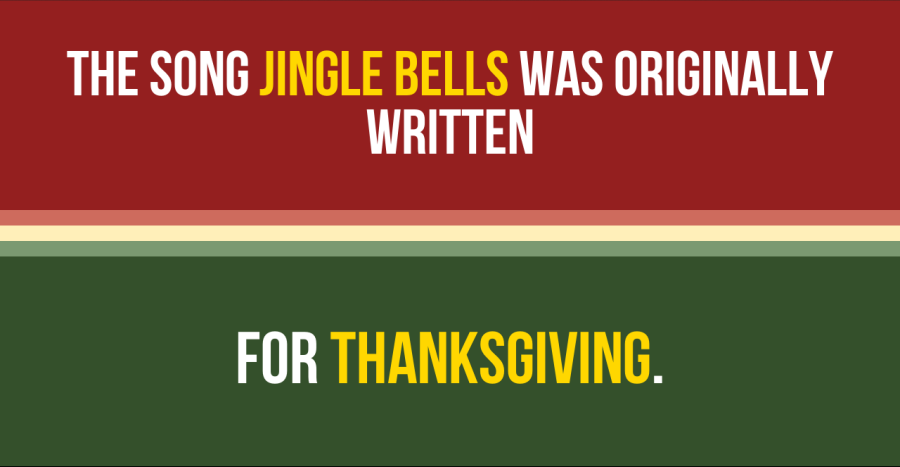 THE SONG JINGLE BELLS WAS ORIGINALLY
WRITTEN
FOR THANKSGIVING.